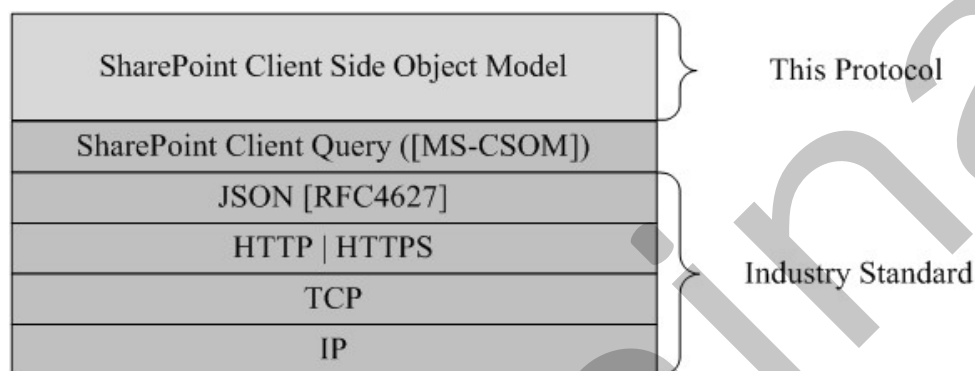 SharePoint Client Side Object Model
This Protocol
SharePoint Client Query ([MS-CSOM])
JSON [RFC4627]
HTTP | HTTPS
Industry Standard
TCP
IP